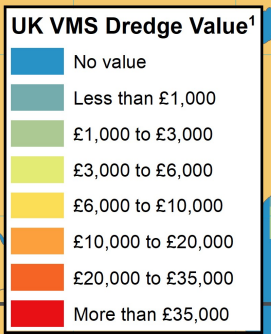 UK VMS Dredge Value¹
No value
Less than £1,000
£1,000 to £3,000
£3,000 to £6,000
£6,000 to £10,000
£10,000 to £20,000
£20,000 to £35,000
More than £35,000